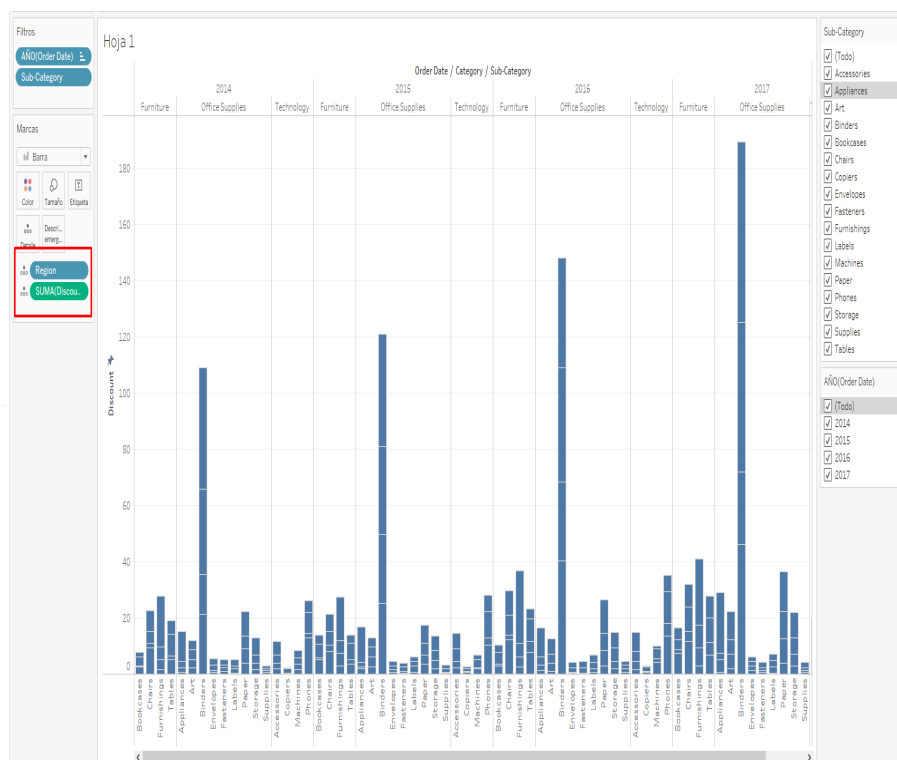 Filtros
AÑO(Order Date)
Sub-Category
Marcas
Barra
Color Tamaño Etiqueta
Detalle Descri... emerg...
Region
SUMA(Discou..
Hoja 1
Order Date / Category / Sub-Category
2014 2015 2016 2017
Furniture Office Supplies Technology Furniture Office Supplies Technology Furniture Office Supplies Technology Furniture Office Supplies
Discount
180
160
140
120
100
80
60
40
20
0
Bookcases
Chairs
Furnishings
Tables
Appliances
Art
Binders
Envelopes
Fasteners
Labels
Paper
Storage
Supplies
Accessories
Copiers
Machines
Phones
Bookcases
Chairs
Furnishings
Tables
Appliances
Art
Binders
Envelopes
Fasteners
Labels
Paper
Storage
Supplies
Accessories
Copiers
Machines
Phones
Bookcases
Chairs
Furnishings
Tables
Appliances
Art
Binders
Envelopes
Fasteners
Labels
Paper
Storage
Supplies
Accessories
Copiers
Machines
Phones
Bookcases
Chairs
Furnishings
Tables
Appliances
Art
Binders
Envelopes
Fasteners
Labels
Paper
Storage
Supplies
Sub-Category
(Todo)
Accessories
Appliances
Art
Binders
Bookcases
Chairs
Copiers
Envelopes
Fasteners
Furnishings
Labels
Machines
Paper
Phones
Storage
Supplies
Tables
AÑO(Order Date)
(Todo)
2014
2015
2016
2017